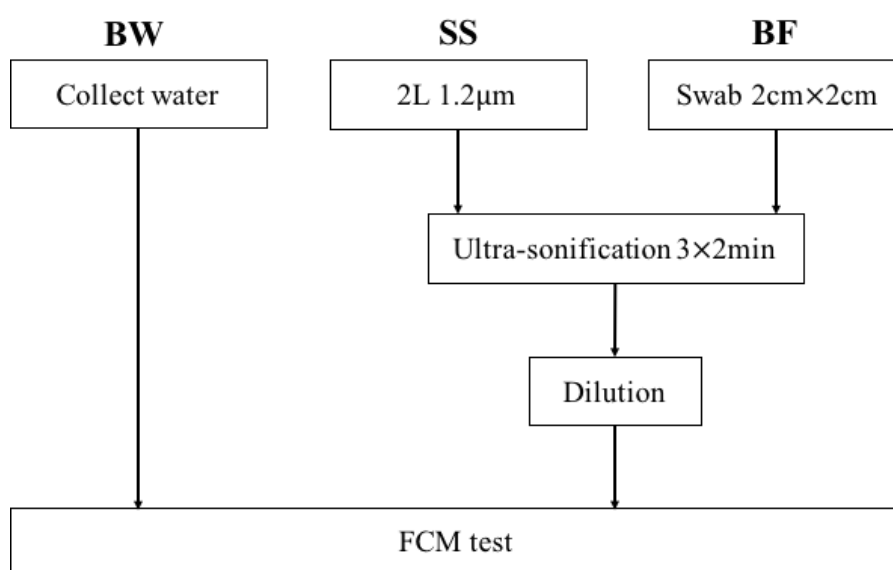 BW
SS
BF
Collect water
2L 1.2μm
Swab 2cm×2cm
Ultra-sonification 3×2min
Dilution
FCM test